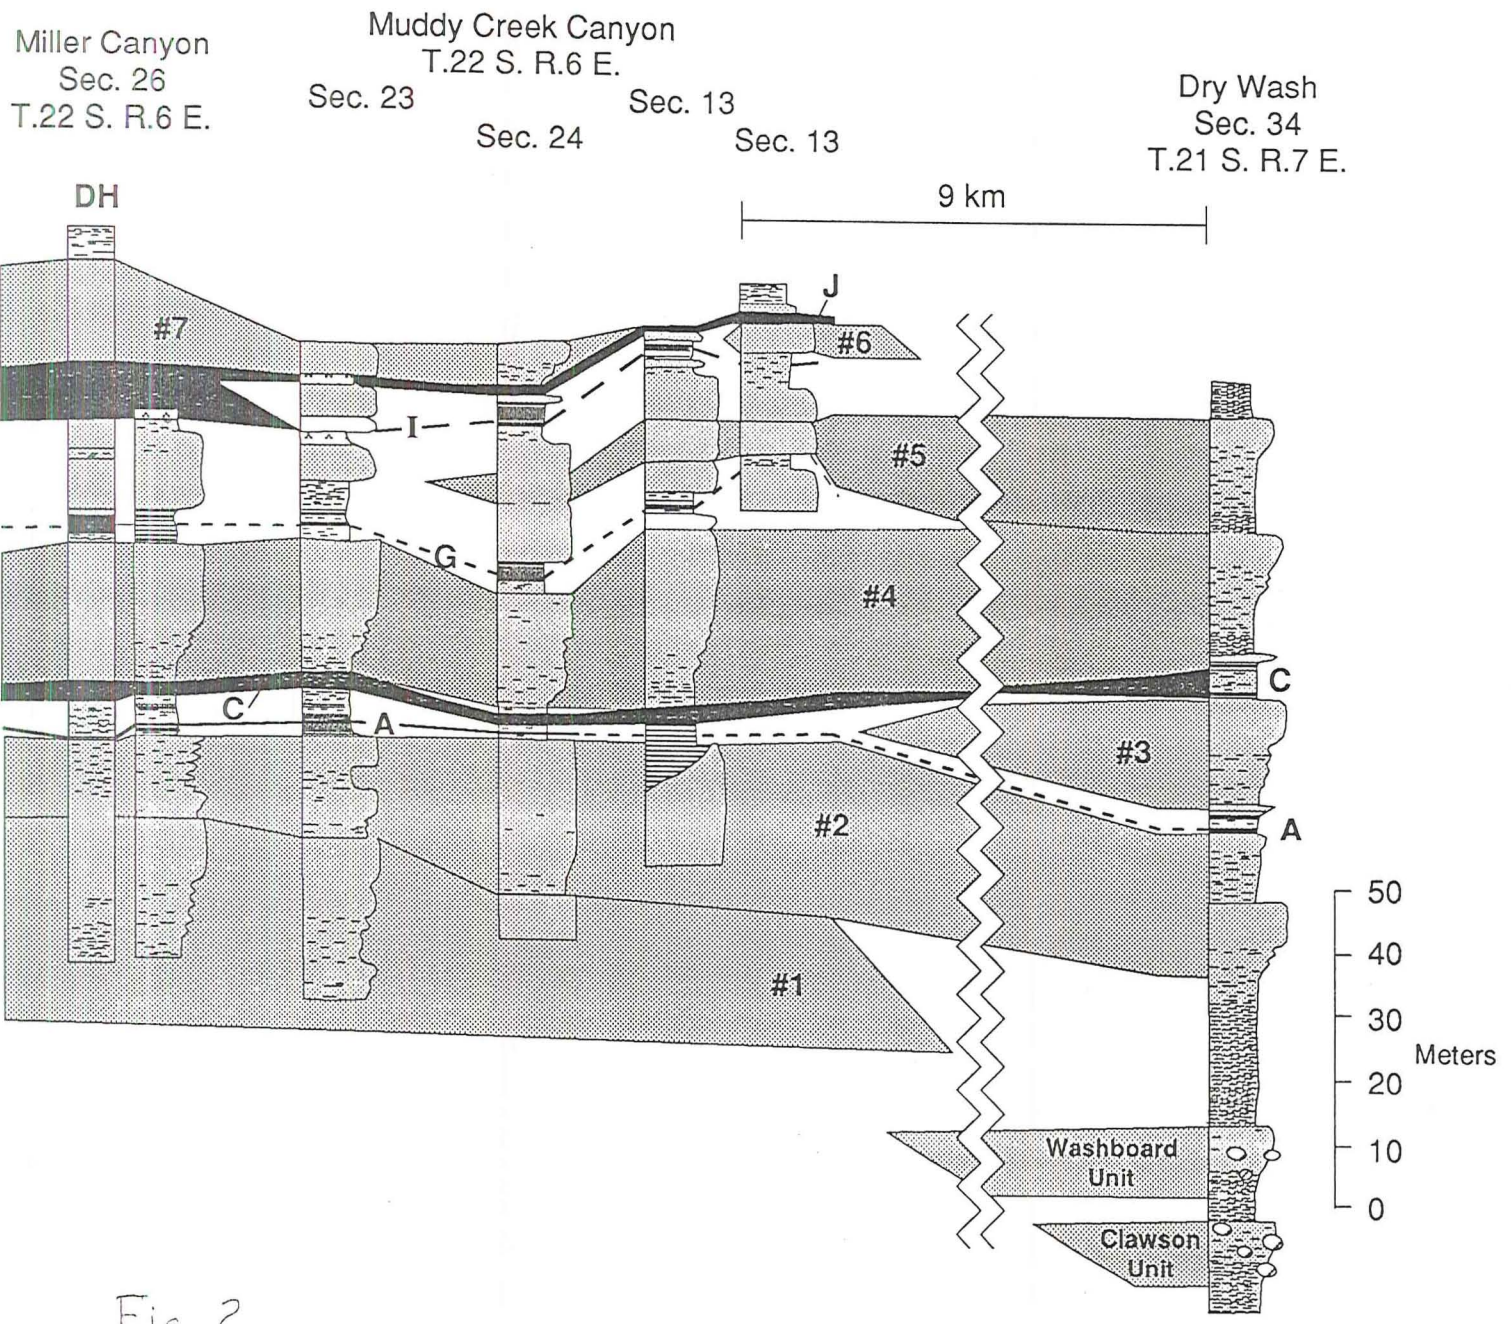 Miller Canyon
Sec. 26
T.22 S. R.6 E.
Muddy Creek Canyon
T.22 S. R.6 E.
Sec. 23
Sec. 24
Sec. 13
Sec. 13
Dry Wash
Sec. 34
T.21 S. R.7 E.
DH
9 km
J
#7
#6
I
#5
G
#4
C
C
A
#3
#2
A
#1
50
40
30
20
10
0
Meters
Washboard
Unit
Clawson
Unit
Fig. 2